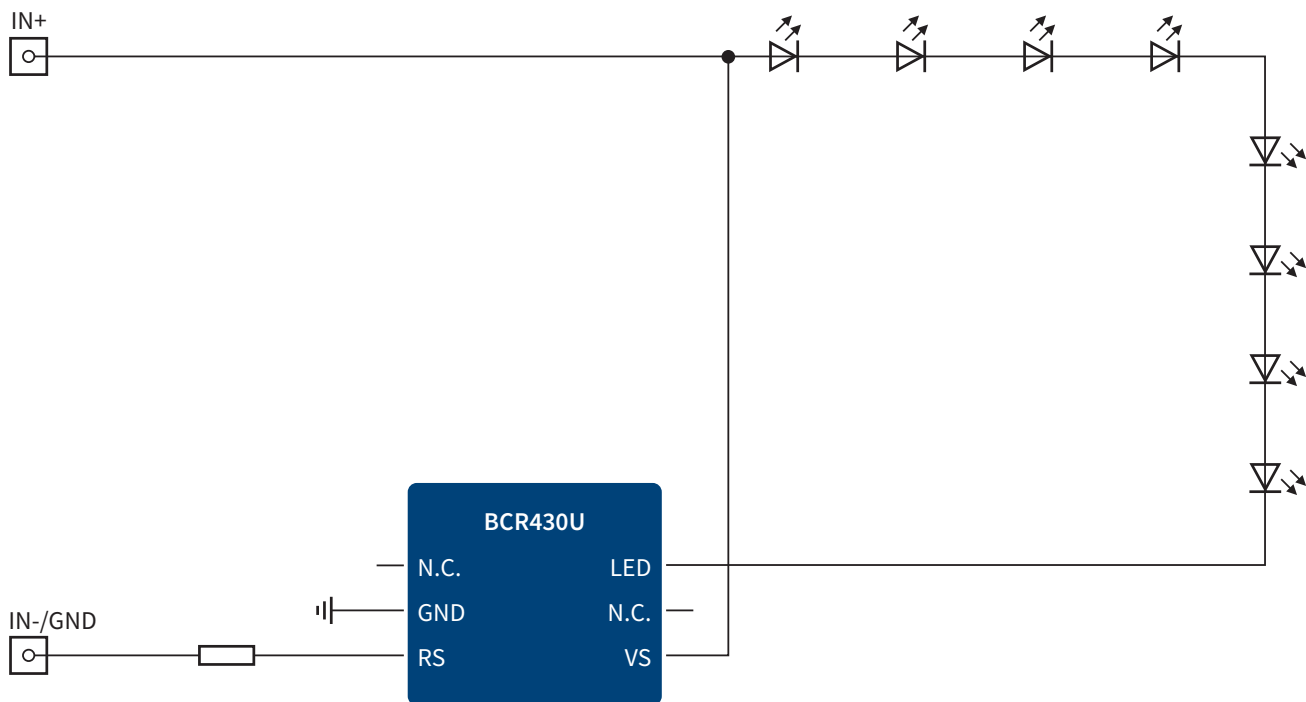 IN+
BCR430U
N.C.
LED
GND
N.C.
IN-/GND
RS
VS